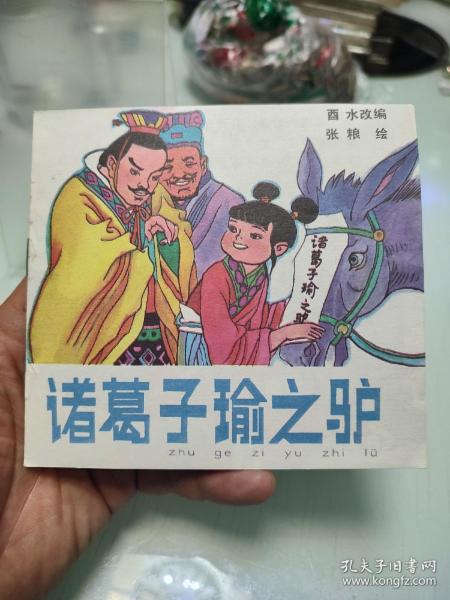 酉 水改编
张 粮 绘
诸葛子瑜之驴
诸葛子瑜之驴
zhu ge zi yu zhi lü
孔夫子旧书网
www.kongfz.com